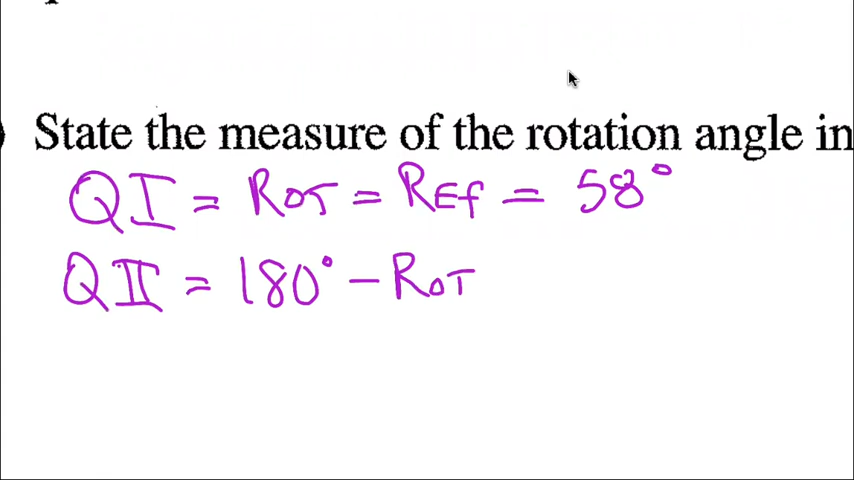 State the measure of the rotation angle in
QI = ROT = REf = 58°
QII = 180° - ROT